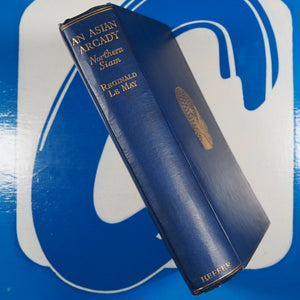 AN ASIAN
ARCADY
Northern
Siam
REGINALD
LE MAY
HEFFER